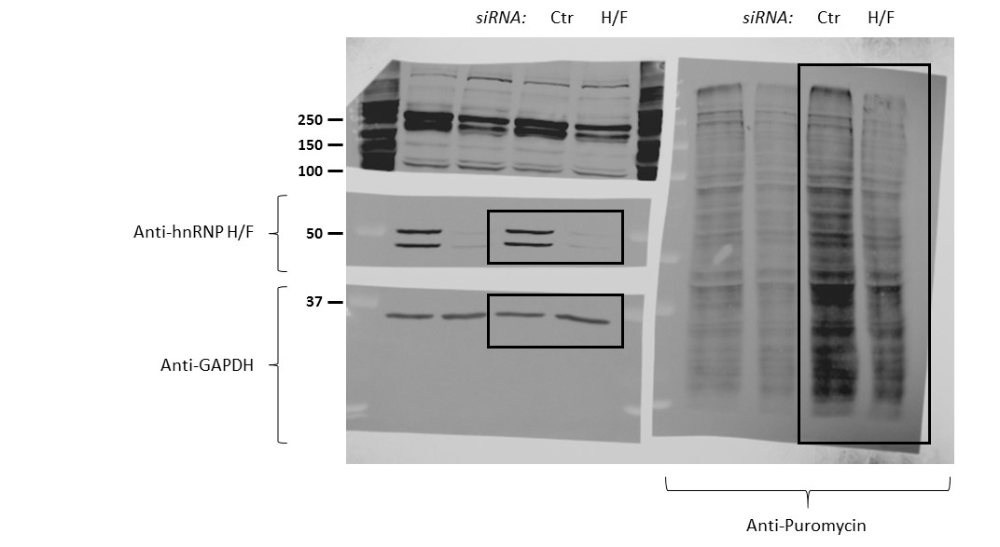 siRNA: Ctr H/F siRNA: Ctr H/F
250
150
100
Anti-hnRNP H/F
50
37
Anti-GAPDH
Anti-Puromycin